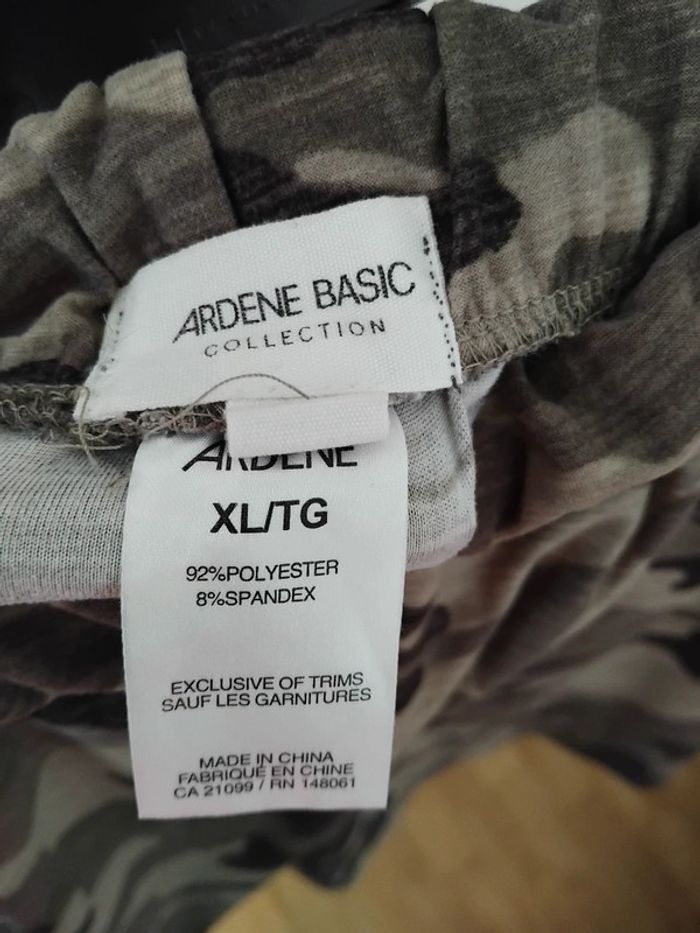 ARDENE BASIC
COLLECTION
ARDENE
XL/TG
92%POLYESTER
8%SPANDEX
EXCLUSIVE OF TRIMS
SAUF LES GARNITURES
MADE IN CHINA
FABRIQUÉ EN CHINE
CA 21099 / RN 148061